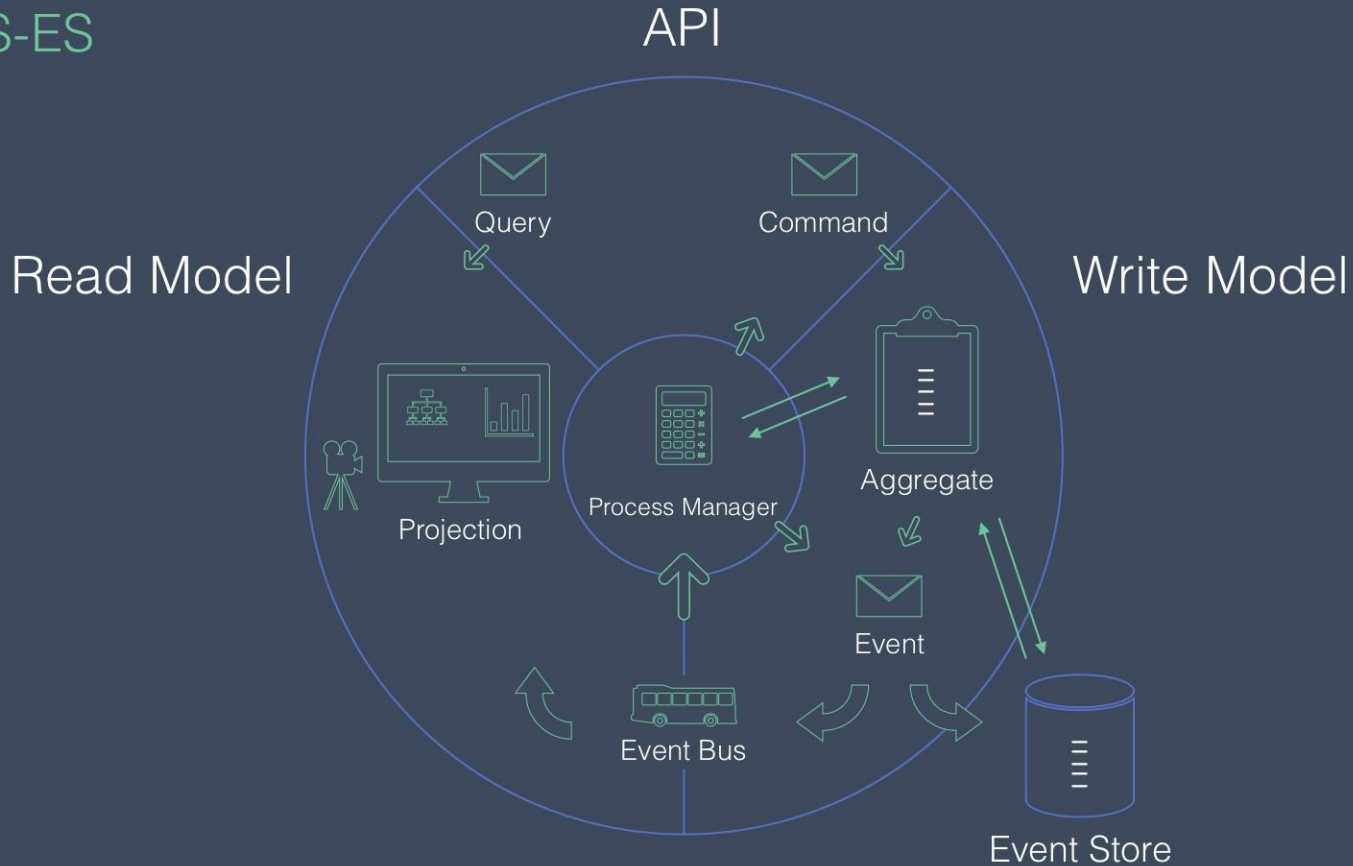 S-ES
API
Query
Command
Read Model
Write Model
Process Manager
Aggregate
Projection
Event
Event Bus
Event Store